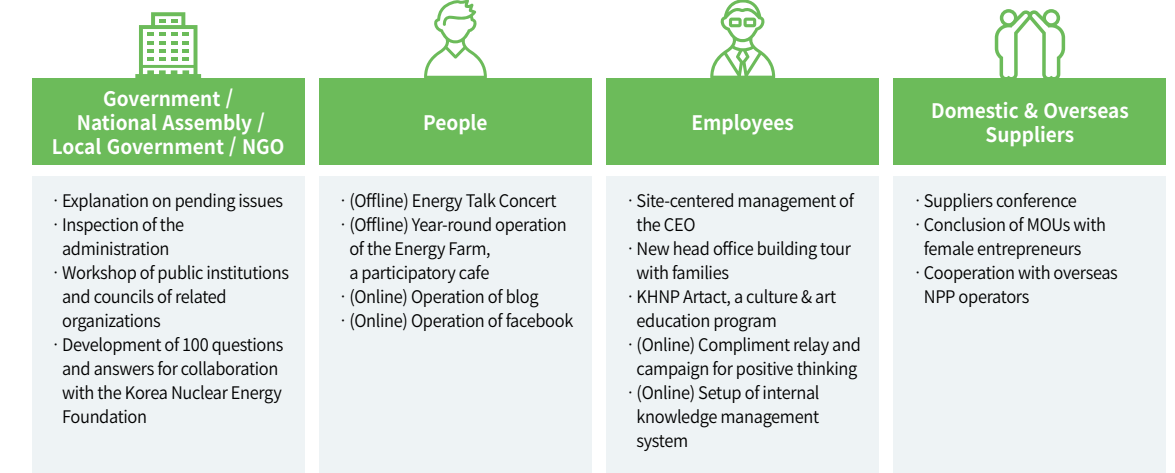 Government /
National Assembly /
Local Government / NGO
· Explanation on pending issues
· Inspection of the
administration
· Workshop of public institutions
and councils of related
organizations
· Development of 100 questions
and answers for collaboration
with the Korea Nuclear Energy
Foundation
People
· (Offline) Energy Talk Concert
· (Offline) Year-round operation
of the Energy Farm,
a participatory cafe
· (Online) Operation of blog
· (Online) Operation of facebook
Employees
· Site-centered management of
the CEO
· New head office building tour
with families
· KHNP Artact, a culture & art
education program
· (Online) Compliment relay and
campaign for positive thinking
· (Online) Setup of internal
knowledge management
system
Domestic & Overseas
Suppliers
· Suppliers conference
· Conclusion of MOUs with
female entrepreneurs
· Cooperation with overseas
NPP operators